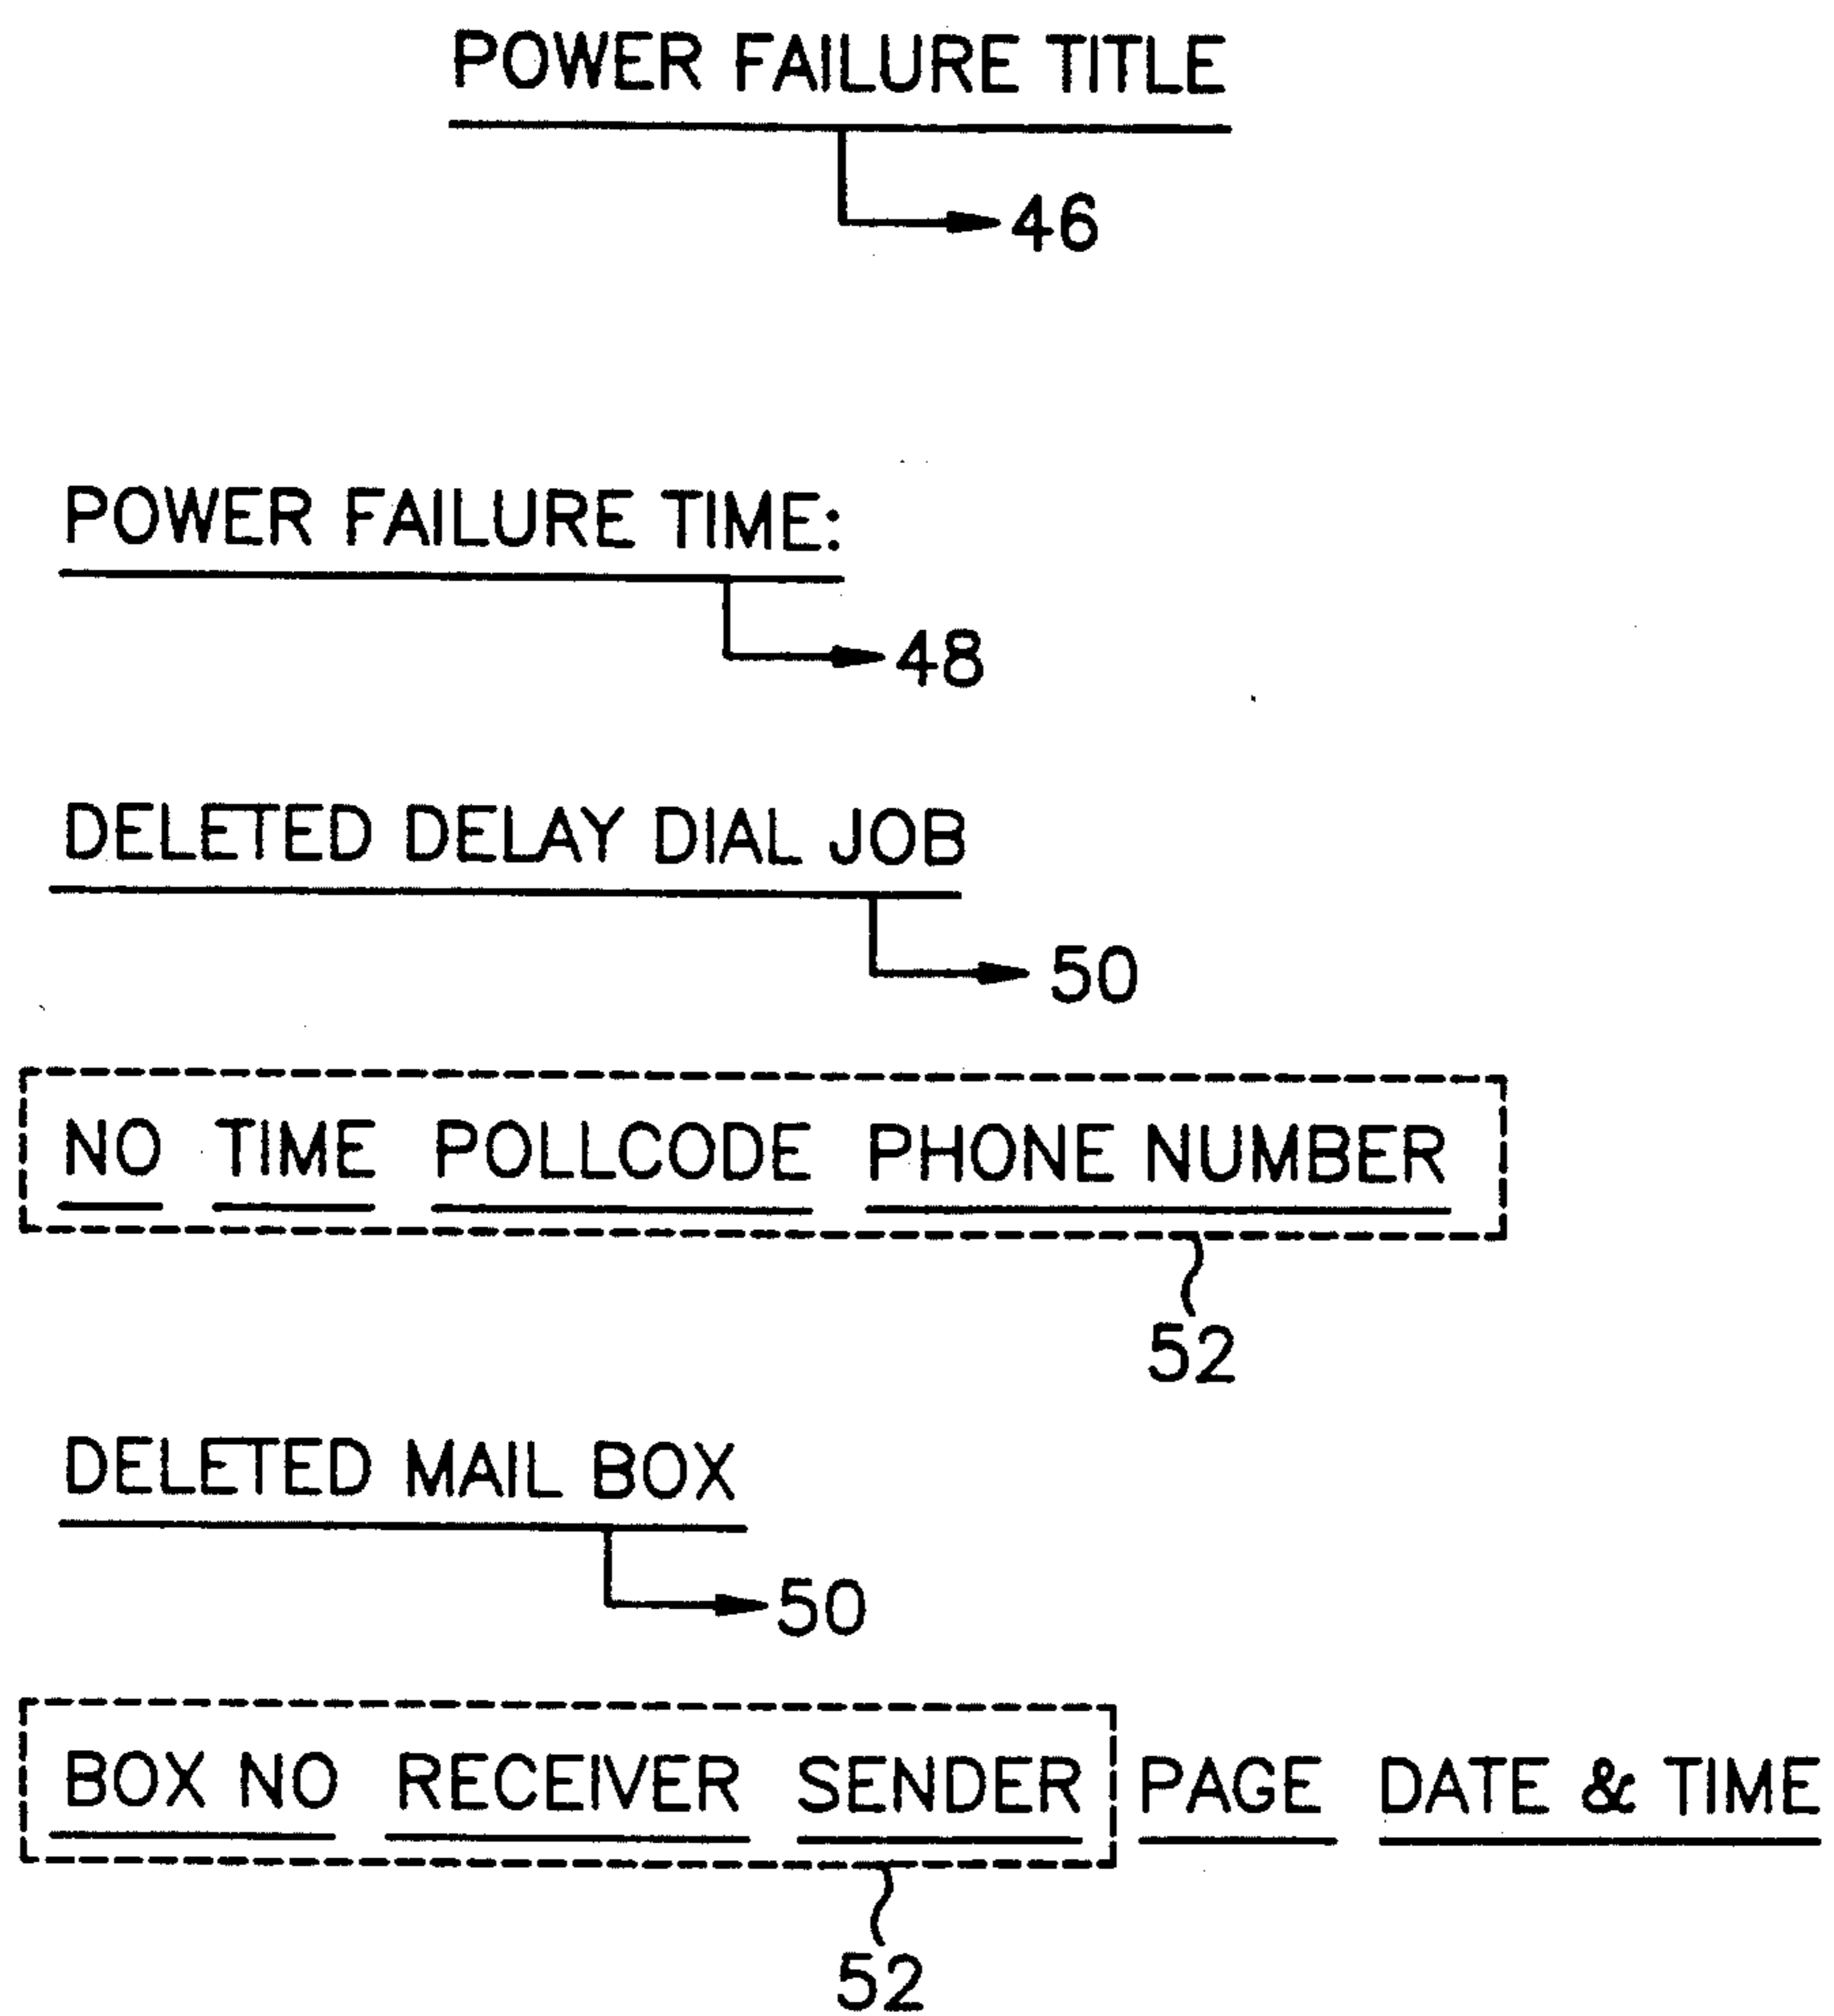 POWER FAILURE TITLE
46
POWER FAILURE TIME:
48
DELETED DELAY DIAL JOB
50
NO TIME POLLCODE PHONE NUMBER
52
DELETED MAIL BOX
50
BOX NO RECEIVER SENDER PAGE DATE & TIME
52